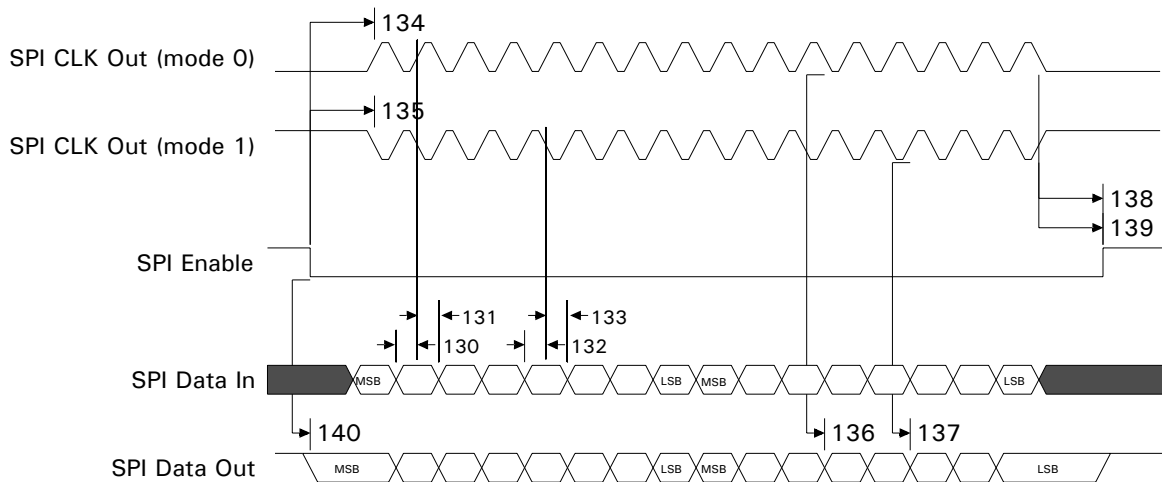 134
SPI CLK Out (mode 0)
135
SPI CLK Out (mode 1)
138
139
SPI Enable
131
133
130
132
SPI Data In
MSB
LSB
MSB
LSB
140
136
137
SPI Data Out
MSB
LSB
MSB
LSB